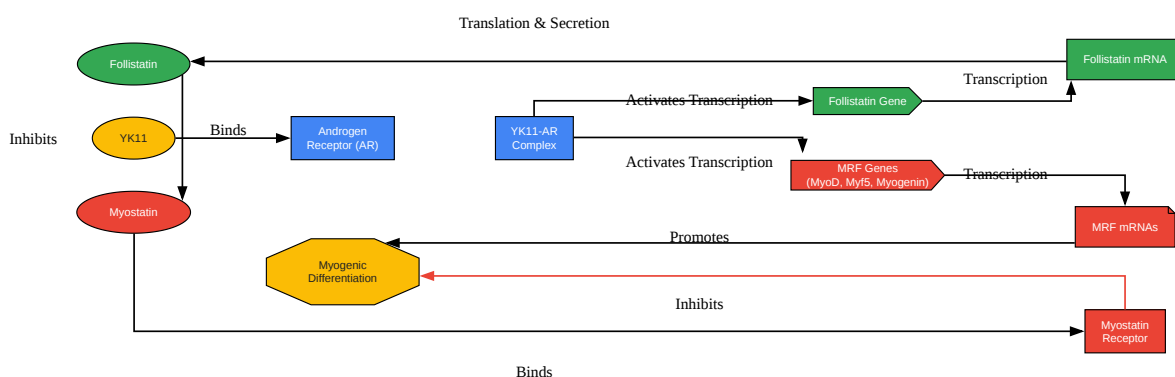 Translation & Secretion
Follistatin
Follistatin mRNA
Transcription
Activates Transcription
Follistatin Gene
Inhibits
YK11
Binds
Androgen
Receptor (AR)
YK11-AR
Complex
Activates Transcription
MRF Genes
(MyoD, Myf5, Myogenin)
Transcription
Myostatin
MRF mRNAs
Promotes
Myogenic
Differentiation
Inhibits
Myostatin
Receptor
Binds